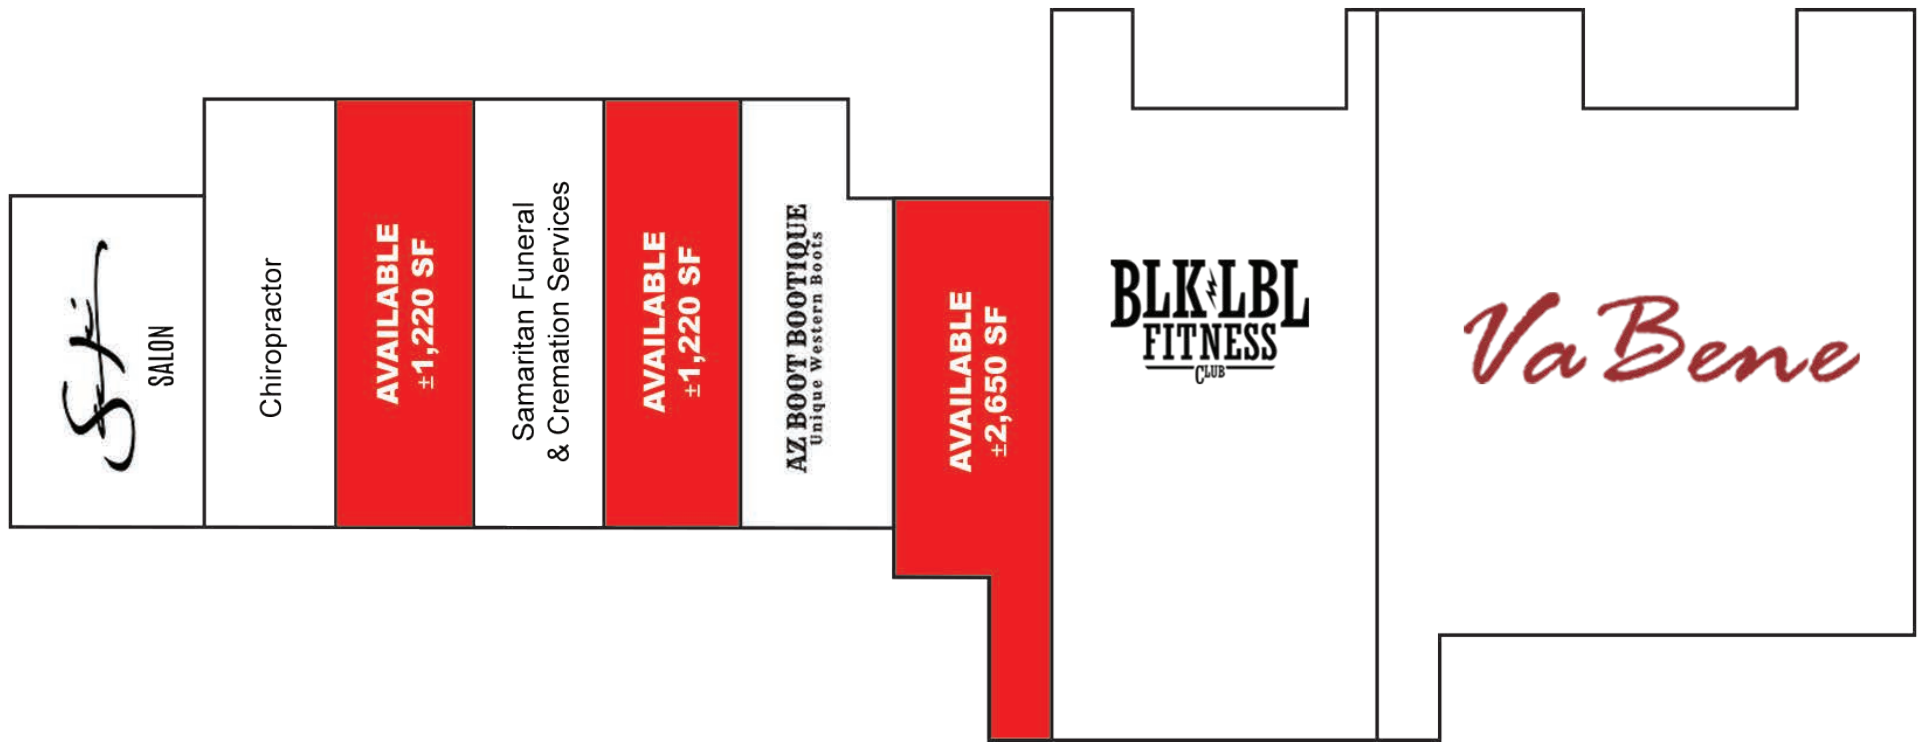 SALON
Chiropractor
AVAILABLE
±1,220 SF
Samaritan Funeral
& Cremation Services
AVAILABLE
±1,220 SF
AZ BOOT BOOTIQUE
Unique Western Boots
AVAILABLE
±2,650 SF
BLK LBL
FITNESS
CLUB
Va Bene